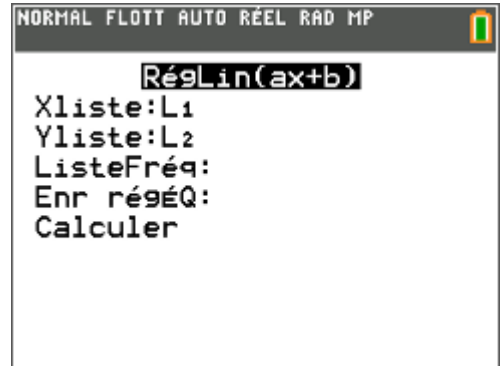 NORMAL FLOTT AUTO RÉEL RAD MP
RégLin(ax+b)
Xliste:L₁
Yliste:L₂
ListeFréq:
Enr régÉQ:
Calculer